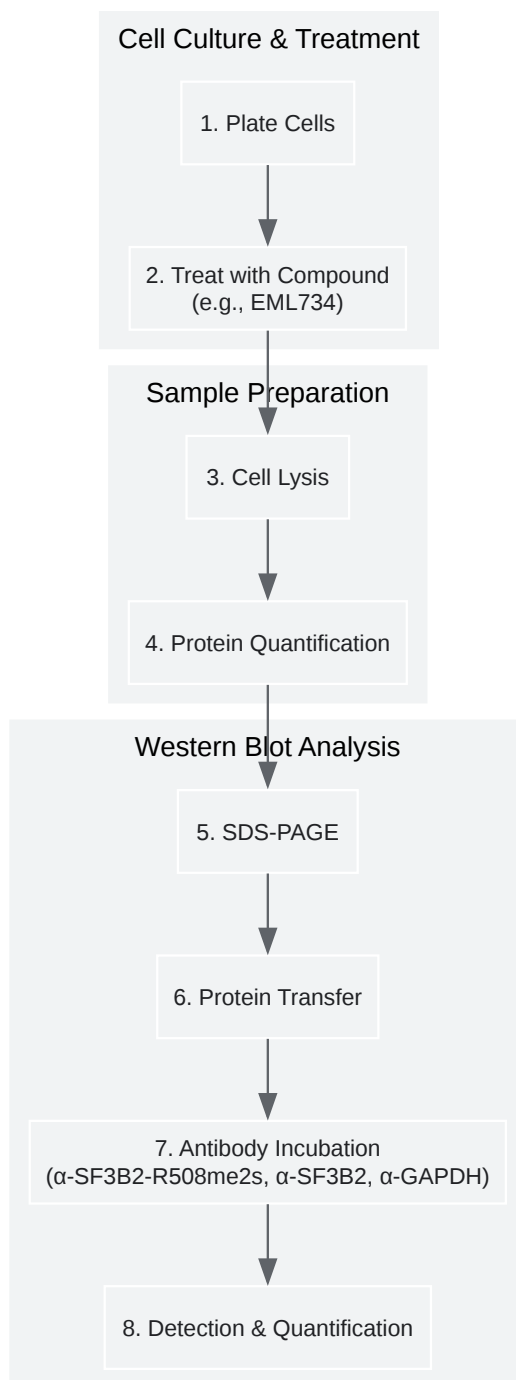 Cell Culture & Treatment
1. Plate Cells
2. Treat with Compound
(e.g., EML734)
Sample Preparation
3. Cell Lysis
4. Protein Quantification
Western Blot Analysis
5. SDS-PAGE
6. Protein Transfer
7. Antibody Incubation
(α-SF3B2-R508me2s, α-SF3B2, α-GAPDH)
8. Detection & Quantification